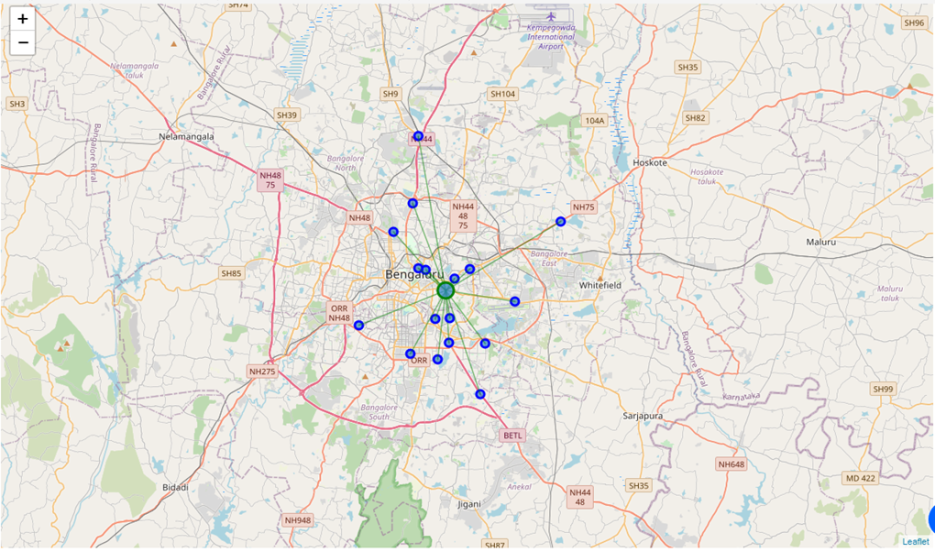 +
−
SH74
Kempegowda
International
Airport
SH96
Nelamangala
Taluk
Bangalore Rural
SH35
SH3
SH9
SH104
SH39
SH82
104A
Nelamangala
Bangalore Rural
Bangalore
North
Hoskote
Hosakote
taluk
NH48
75
NH48
NH44
48
75
NH75
Maluru
Bangalore
East
SH85
Bengaluru
Whitefield
Maluru
taluk
ORR
NH48
Bangalore Rural
NH275
ORR
SH99
Karnataka
Bangalore
South
Sarjapura
BETL
NH648
MD 422
Bidadi
Anekal
SH35
NH44
48
Jigani
NH948
SH87
Leaflet